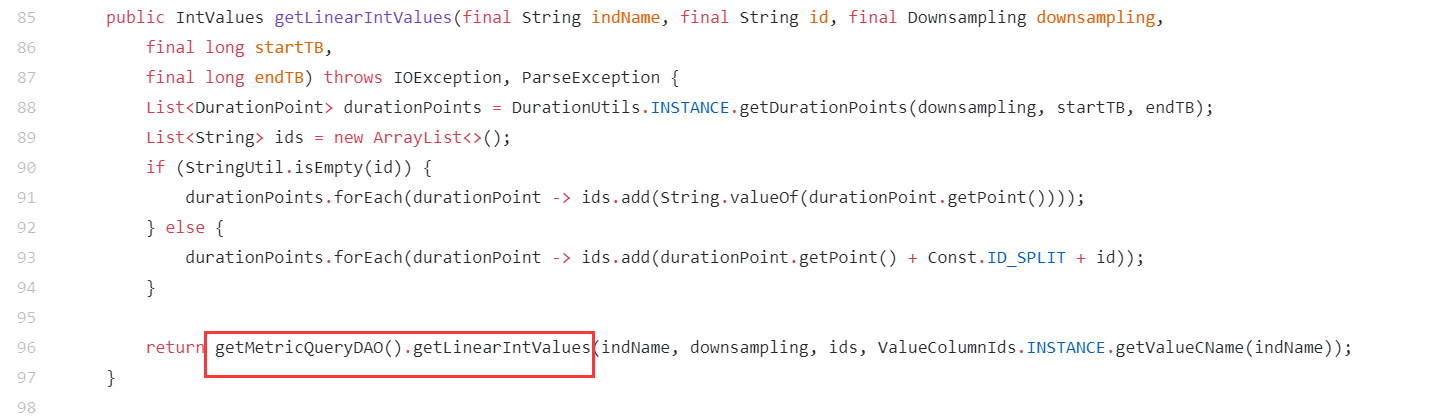 85 public IntValues getLinearIntValues(final String indName, final String id, final Downsampling downsampling,
86 final long startTB,
87 final long endTB) throws IOException, ParseException {
88 List<DurationPoint> durationPoints = DurationUtils.INSTANCE.getDurationPoints(downsampling, startTB, endTB);
89 List<String> ids = new ArrayList<>();
90 if (StringUtil.isEmpty(id)) {
91 durationPoints.forEach(durationPoint -> ids.add(String.valueOf(durationPoint.getPoint())));
92 } else {
93 durationPoints.forEach(durationPoint -> ids.add(durationPoint.getPoint() + Const.ID_SPLIT + id));
94 }
95
96 return getMetricQueryDAO().getLinearIntValues(indName, downsampling, ids, ValueColumnIds.INSTANCE.getValueCName(indName));
97 }
98